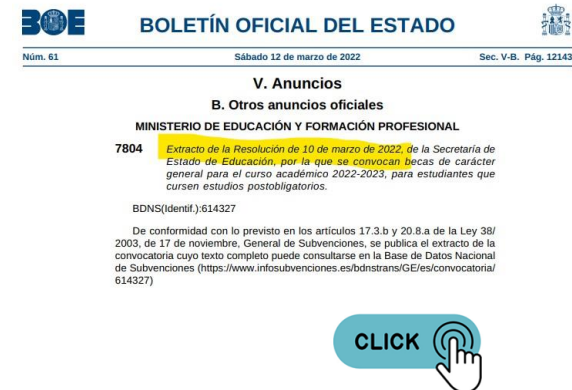 BOE
BOLETÍN OFICIAL DEL ESTADO
Núm. 61 Sábado 12 de marzo de 2022 Sec. V-B. Pág. 12143
V. Anuncios
B. Otros anuncios oficiales
MINISTERIO DE EDUCACIÓN Y FORMACIÓN PROFESIONAL
7804 Extracto de la Resolución de 10 de marzo de 2022, de la Secretaría de
Estado de Educación, por la que se convocan becas de carácter
general para el curso académico 2022-2023, para estudiantes que
cursen estudios postobligatorios.
BDNS(Identif.):614327
De conformidad con lo previsto en los artículos 17.3.b y 20.8.a de la Ley 38/
2003, de 17 de noviembre, General de Subvenciones, se publica el extracto de la
convocatoria cuyo texto completo puede consultarse en la Base de Datos Nacional
de Subvenciones (https://www.infosubvenciones.es/bdnstrans/GE/es/convocatoria/
614327)
CLICK